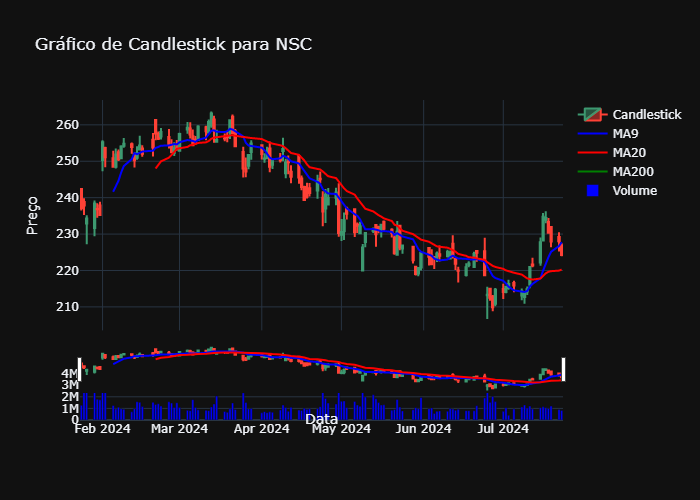 Gráfico de Candlestick para NSC
Candlestick
MA9
MA20
MA200
Volume
Preço
260
250
240
230
220
210
4M
3M
2M
1M
0
Feb 2024
Mar 2024
Apr 2024
May 2024
Jun 2024
Jul 2024
Data